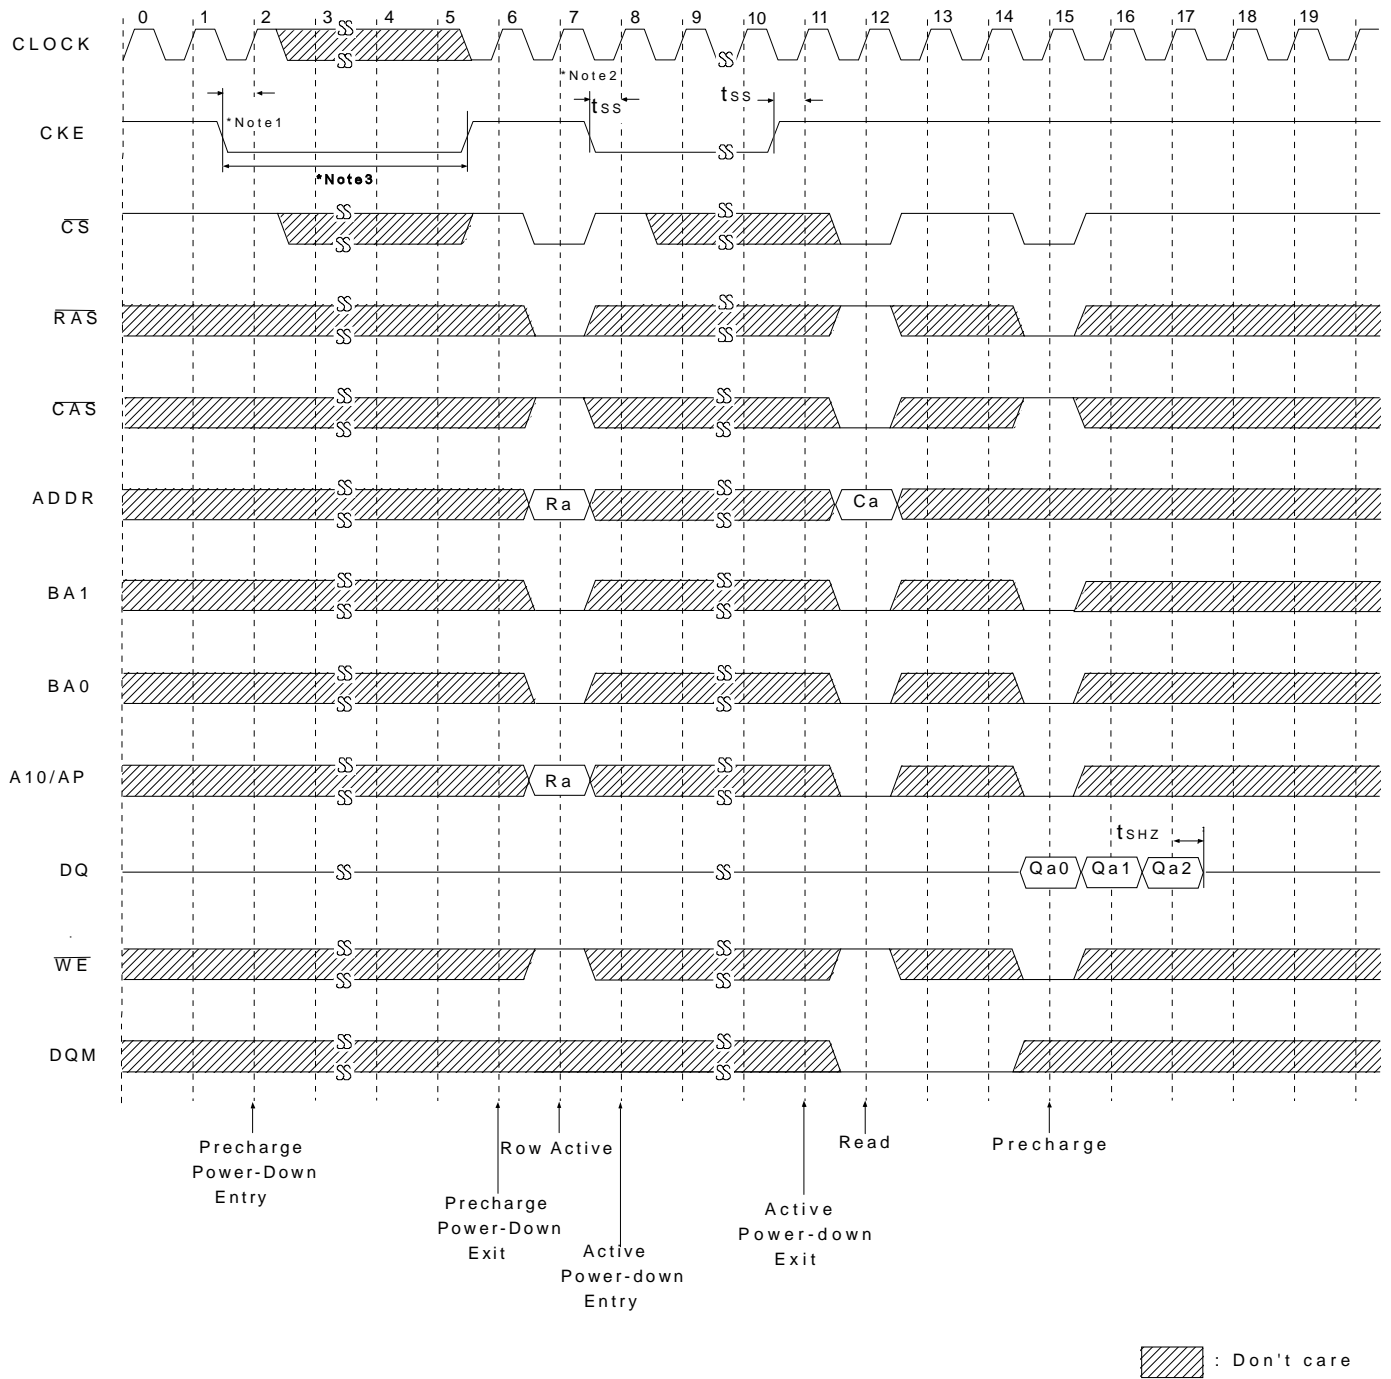 0 1 2 3 4 5 6 7 8 9 10 11 12 13 14 15 16 17 18 19
CLOCK
*Note2
tSS tSS
CKE
*Note1
*Note3
CS
RAS
CAS
ADDR Ra Ca
BA1
BA0
A10/AP Ra
tSHZ
DQ Qa0 Qa1 Qa2
WE
DQM
Precharge
Power-Down
Entry
Row Active
Read
Precharge
Precharge
Power-Down
Exit
Active
Power-down
Entry
Active
Power-down
Exit
: Don't care